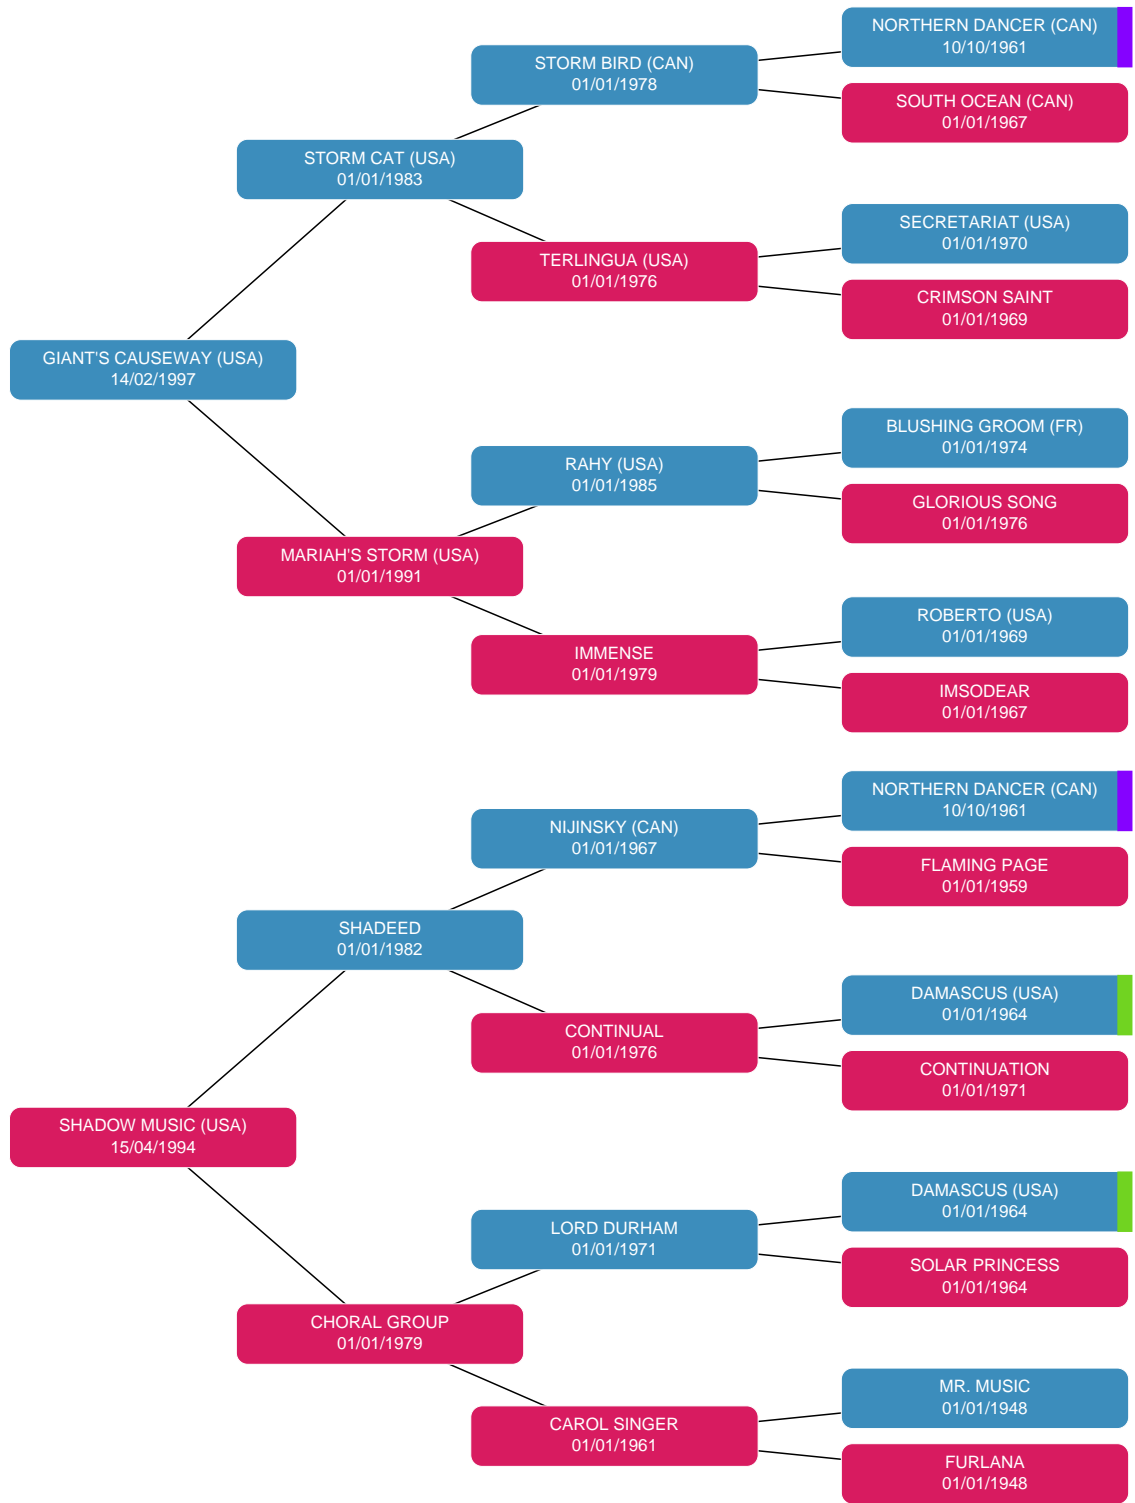 NORTHERN DANCER (CAN)
10/10/1961
STORM BIRD (CAN)
01/01/1978
SOUTH OCEAN (CAN)
01/01/1967
STORM CAT (USA)
01/01/1983
SECRETARIAT (USA)
01/01/1970
TERLINGUA (USA)
01/01/1976
CRIMSON SAINT
01/01/1969
GIANT'S CAUSEWAY (USA)
14/02/1997
BLUSHING GROOM (FR)
01/01/1974
RAHY (USA)
01/01/1985
GLORIOUS SONG
01/01/1976
MARIAH'S STORM (USA)
01/01/1991
ROBERTO (USA)
01/01/1969
IMMENSE
01/01/1979
IMSODEAR
01/01/1967
NORTHERN DANCER (CAN)
10/10/1961
NIJINSKY (CAN)
01/01/1967
FLAMING PAGE
01/01/1959
SHADEED
01/01/1982
DAMASCUS (USA)
01/01/1964
CONTINUAL
01/01/1976
CONTINUATION
01/01/1971
SHADOW MUSIC (USA)
15/04/1994
DAMASCUS (USA)
01/01/1964
LORD DURHAM
01/01/1971
SOLAR PRINCESS
01/01/1964
CHORAL GROUP
01/01/1979
MR. MUSIC
01/01/1948
CAROL SINGER
01/01/1961
FURLANA
01/01/1948